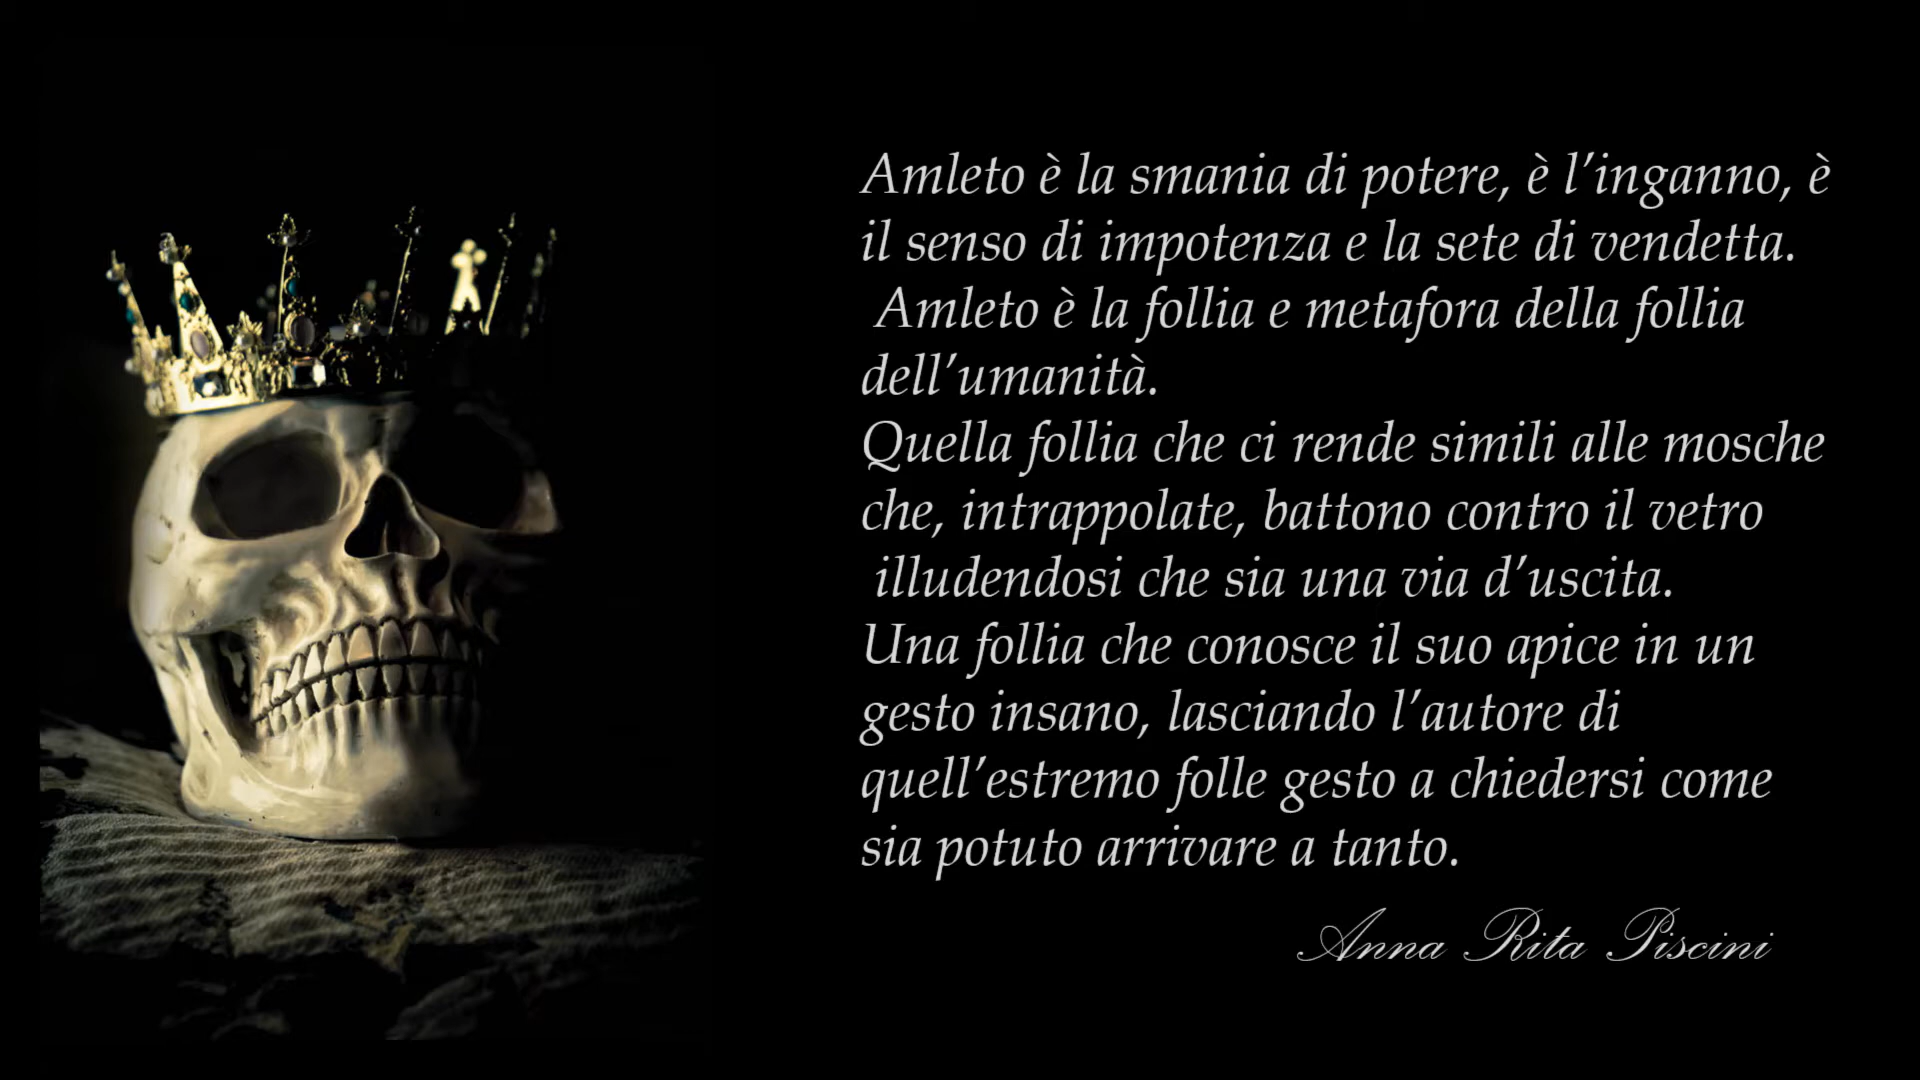 Amleto è la smania di potere, è l’inganno, è
il senso di impotenza e la sete di vendetta.
Amleto è la follia e metafora della follia
dell’umanità.
Quella follia che ci rende simili alle mosche
che, intrappolate, battono contro il vetro
illudendosi che sia una via d’uscita.
Una follia che conosce il suo apice in un
gesto insano, lasciando l’autore di
quell’estremo folle gesto a chiedersi come
sia potuto arrivare a tanto.
Anna Rita Piscini